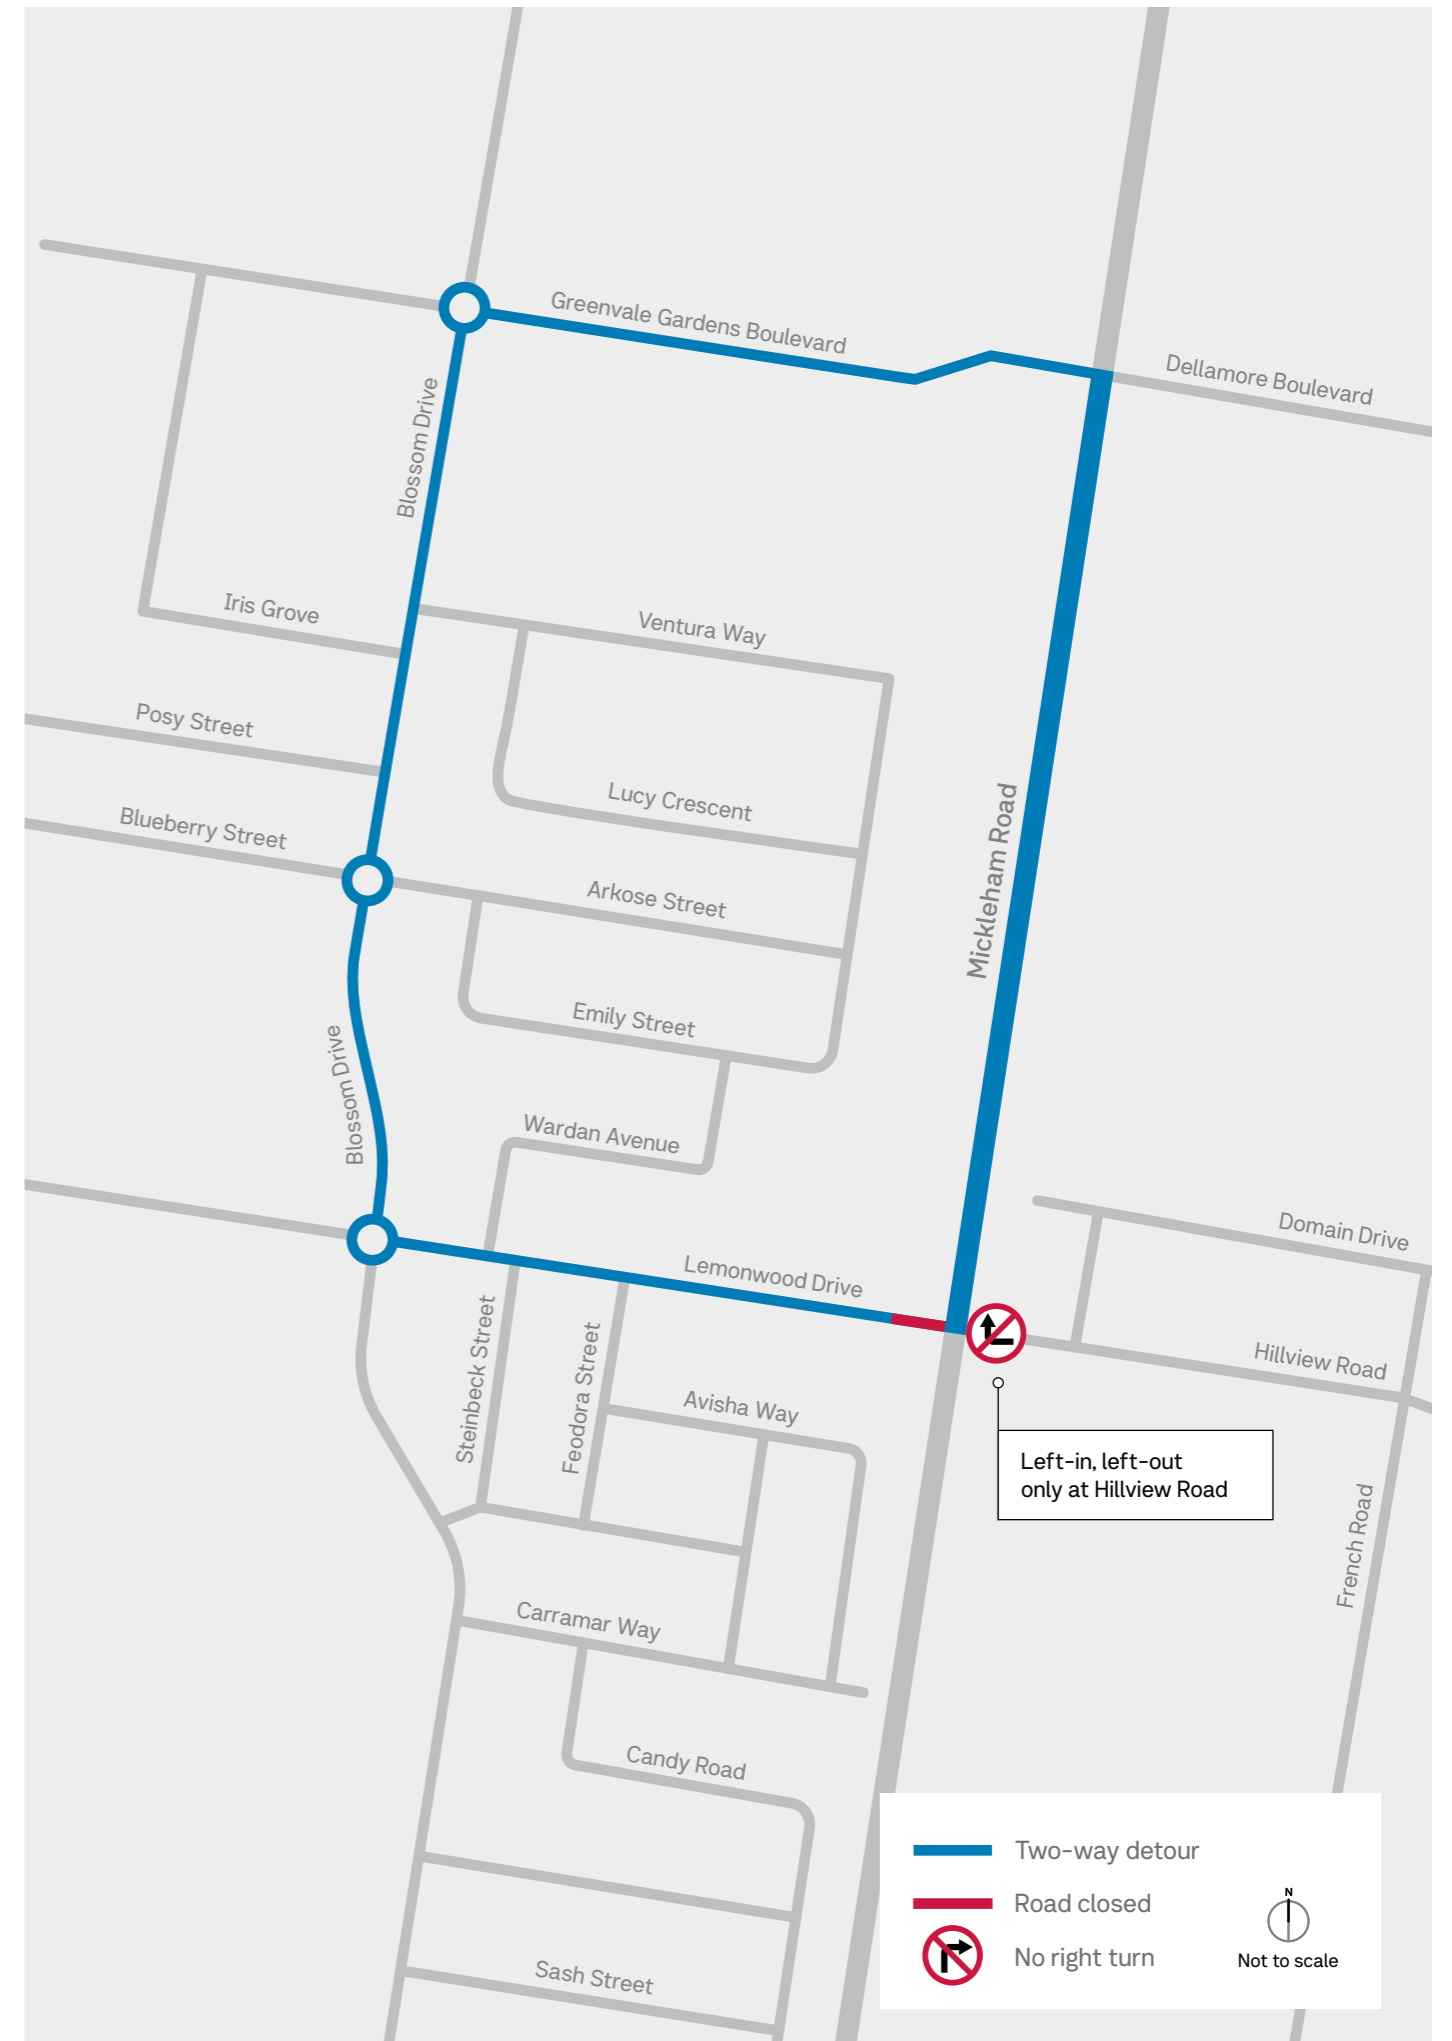 Greenvale Gardens Boulevard
Dellamore Boulevard
Blossom Drive
Iris Grove
Ventura Way
Posy Street
Lucy Crescent
Blueberry Street
Arkose Street
Mickleham Road
Emily Street
Blossom Drive
Wardan Avenue
Domain Drive
Lemonwood Drive
Hillview Road
Steinbeck Street
Feodora Street
Avisha Way
Left-in, left-out
only at Hillview Road
French Road
Carramar Way
Candy Road
Sash Street
Two-way detour
Road closed
No right turn
N
Not to scale